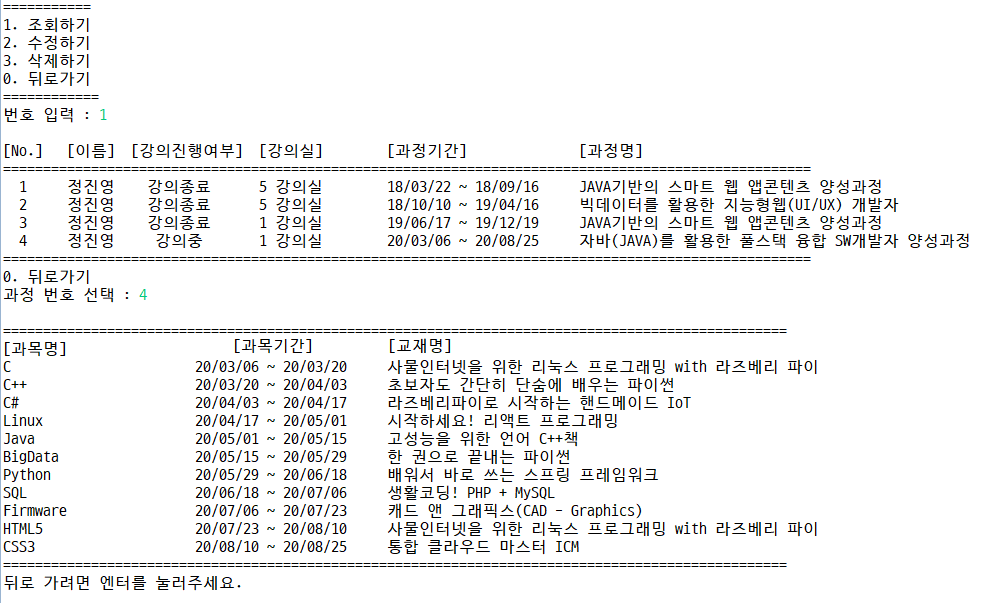 ===========
1. 조회하기
2. 수정하기
3. 삭제하기
0. 뒤로가기
============
번호 입력 : 1
[No.] [이름] [강의진행여부] [강의실] [과정기간] [과정명]
=====================================================================================================
1 정진영 강의종료 5 강의실 18/03/22 ~ 18/09/16 JAVA기반의 스마트 웹 앱콘텐츠 양성과정
2 정진영 강의종료 5 강의실 18/10/10 ~ 19/04/16 빅데이터를 활용한 지능형웹(UI/UX) 개발자
3 정진영 강의종료 1 강의실 19/06/17 ~ 19/12/19 JAVA기반의 스마트 웹 앱콘텐츠 양성과정
4 정진영 강의중 1 강의실 20/03/06 ~ 20/08/25 자바(JAVA)를 활용한 풀스택 융합 SW개발자 양성과정
=====================================================================================================
0. 뒤로가기
과정 번호 선택 : 4
==================================================================================================
[과목명] [과목기간] [교재명]
C 20/03/06 ~ 20/03/20 사물인터넷을 위한 리눅스 프로그래밍 with 라즈베리 파이
C++ 20/03/20 ~ 20/04/03 초보자도 간단히 단숨에 배우는 파이썬
C# 20/04/03 ~ 20/04/17 라즈베리파이로 시작하는 핸드메이드 IoT
Linux 20/04/17 ~ 20/05/01 시작하세요! 리액트 프로그래밍
Java 20/05/01 ~ 20/05/15 고성능을 위한 언어 C++책
BigData 20/05/15 ~ 20/05/29 한 권으로 끝내는 파이썬
Python 20/05/29 ~ 20/06/18 배워서 바로 쓰는 스프링 프레임워크
SQL 20/06/18 ~ 20/07/06 생활코딩! PHP + MySQL
Firmware 20/07/06 ~ 20/07/23 캐드 앤 그래픽스(CAD - Graphics)
HTML5 20/07/23 ~ 20/08/10 사물인터넷을 위한 리눅스 프로그래밍 with 라즈베리 파이
CSS3 20/08/10 ~ 20/08/25 통합 클라우드 마스터 ICM
==================================================================================================
뒤로 가려면 엔터를 눌러주세요.